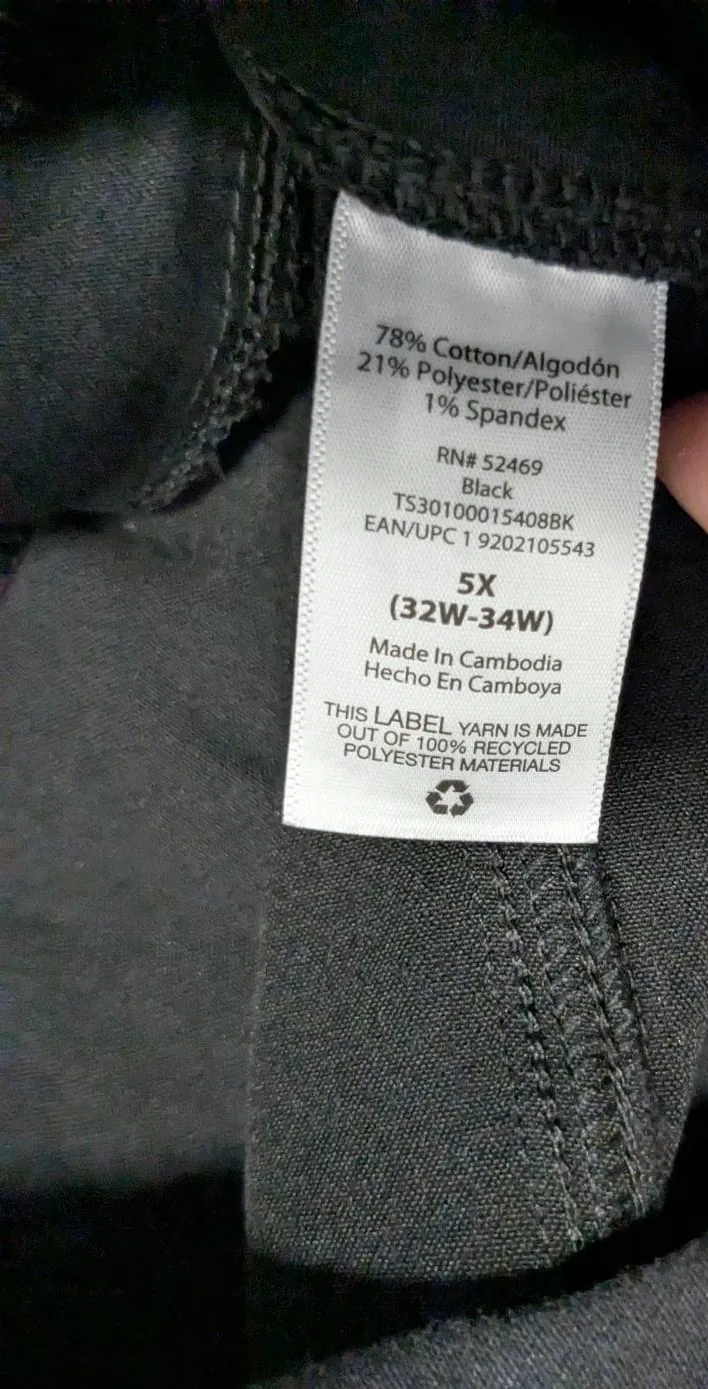 78% Cotton/Algodón
21% Polyester/Poliéster
1% Spandex
RN# 52469
Black
TS30100015408BK
EAN/UPC 1 9202105543
5X
(32W-34W)
Made In Cambodia
Hecho En Camboya
THIS LABEL YARN IS MADE
OUT OF 100% RECYCLED
POLYESTER MATERIALS